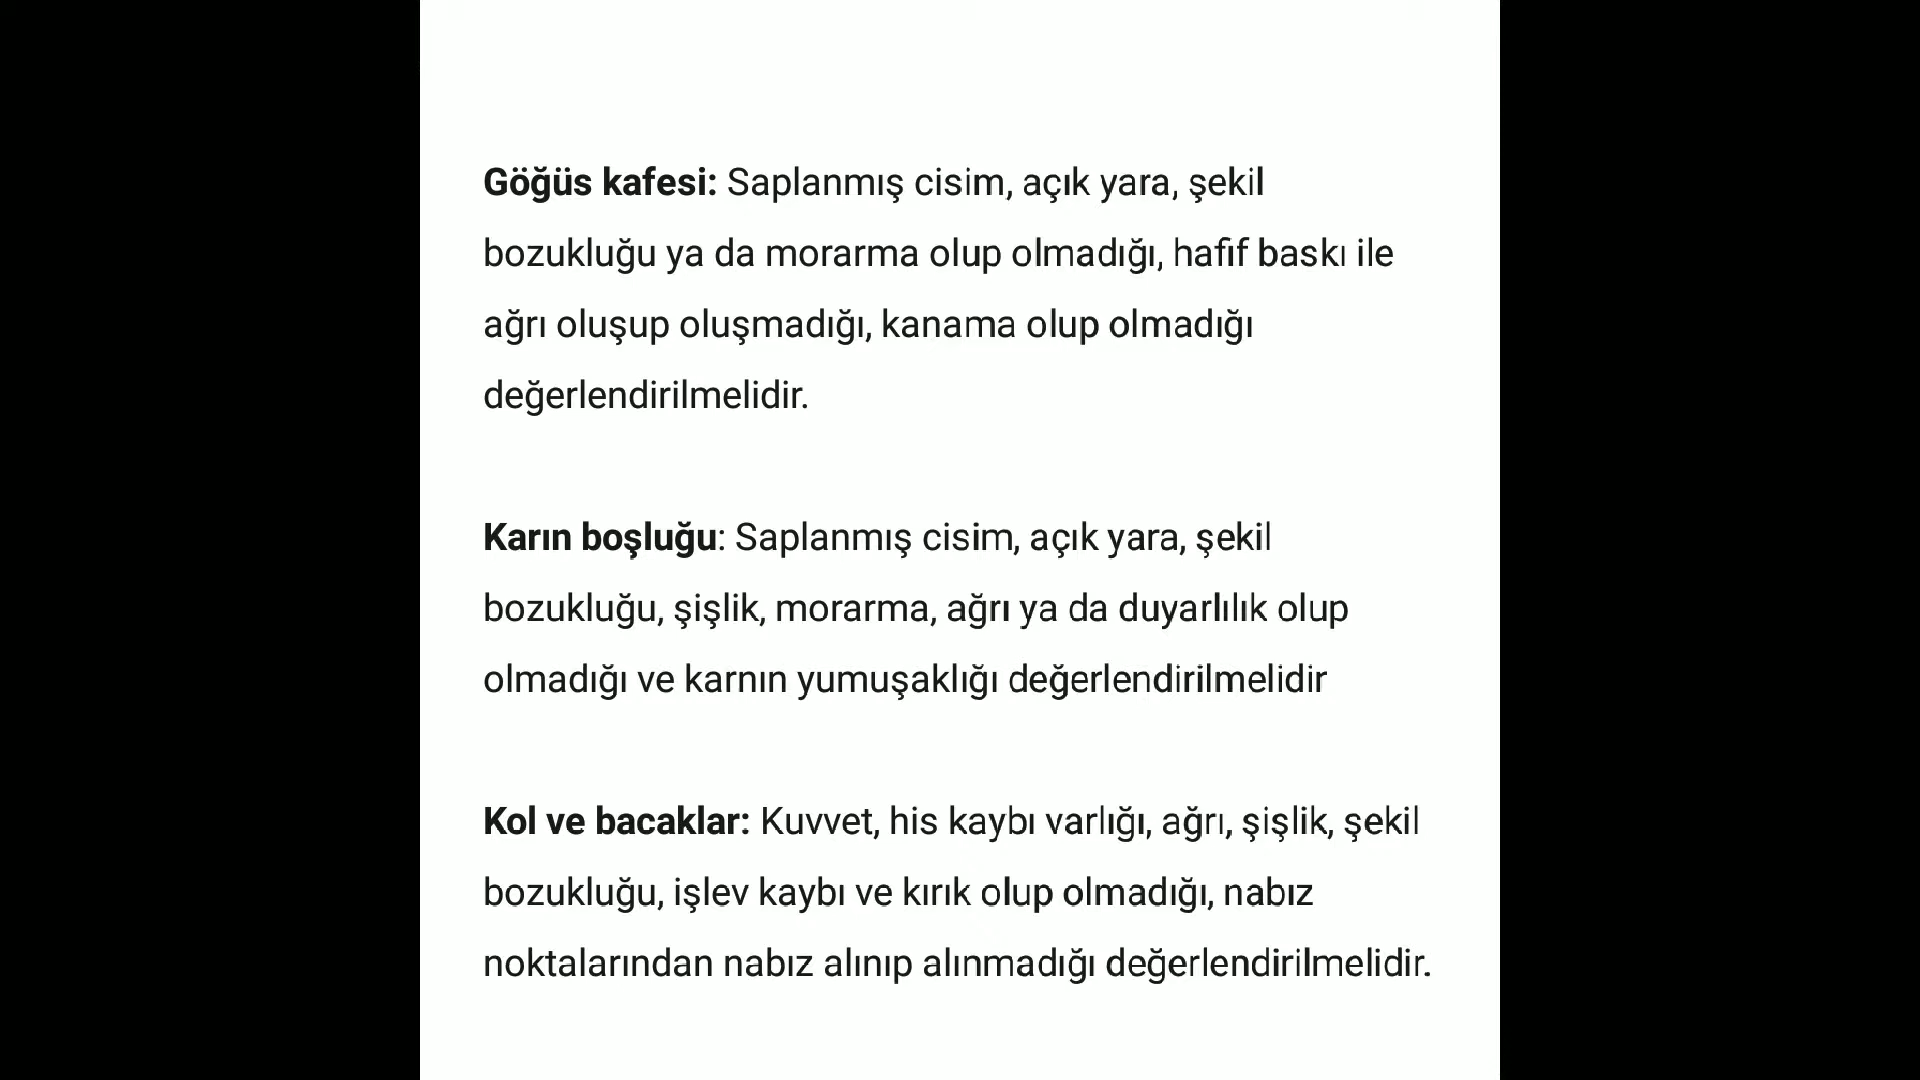 Göğüs kafesi: Saplanmış cisim, açık yara, şekil
bozukluğu ya da morarma olup olmadığı, hafif baskı ile
ağrı oluşup oluşmadığı, kanama olup olmadığı
değerlendirilmelidir.
Karın boşluğu: Saplanmış cisim, açık yara, şekil
bozukluğu, şişlik, morarma, ağrı ya da duyarlılık olup
olmadığı ve karnın yumuşaklığı değerlendirilmelidir
Kol ve bacaklar: Kuvvet, his kaybı varlığı, ağrı, şişlik, şekil
bozukluğu, işlev kaybı ve kırık olup olmadığı, nabız
noktalarından nabız alınıp alınmadığı değerlendirilmelidir.